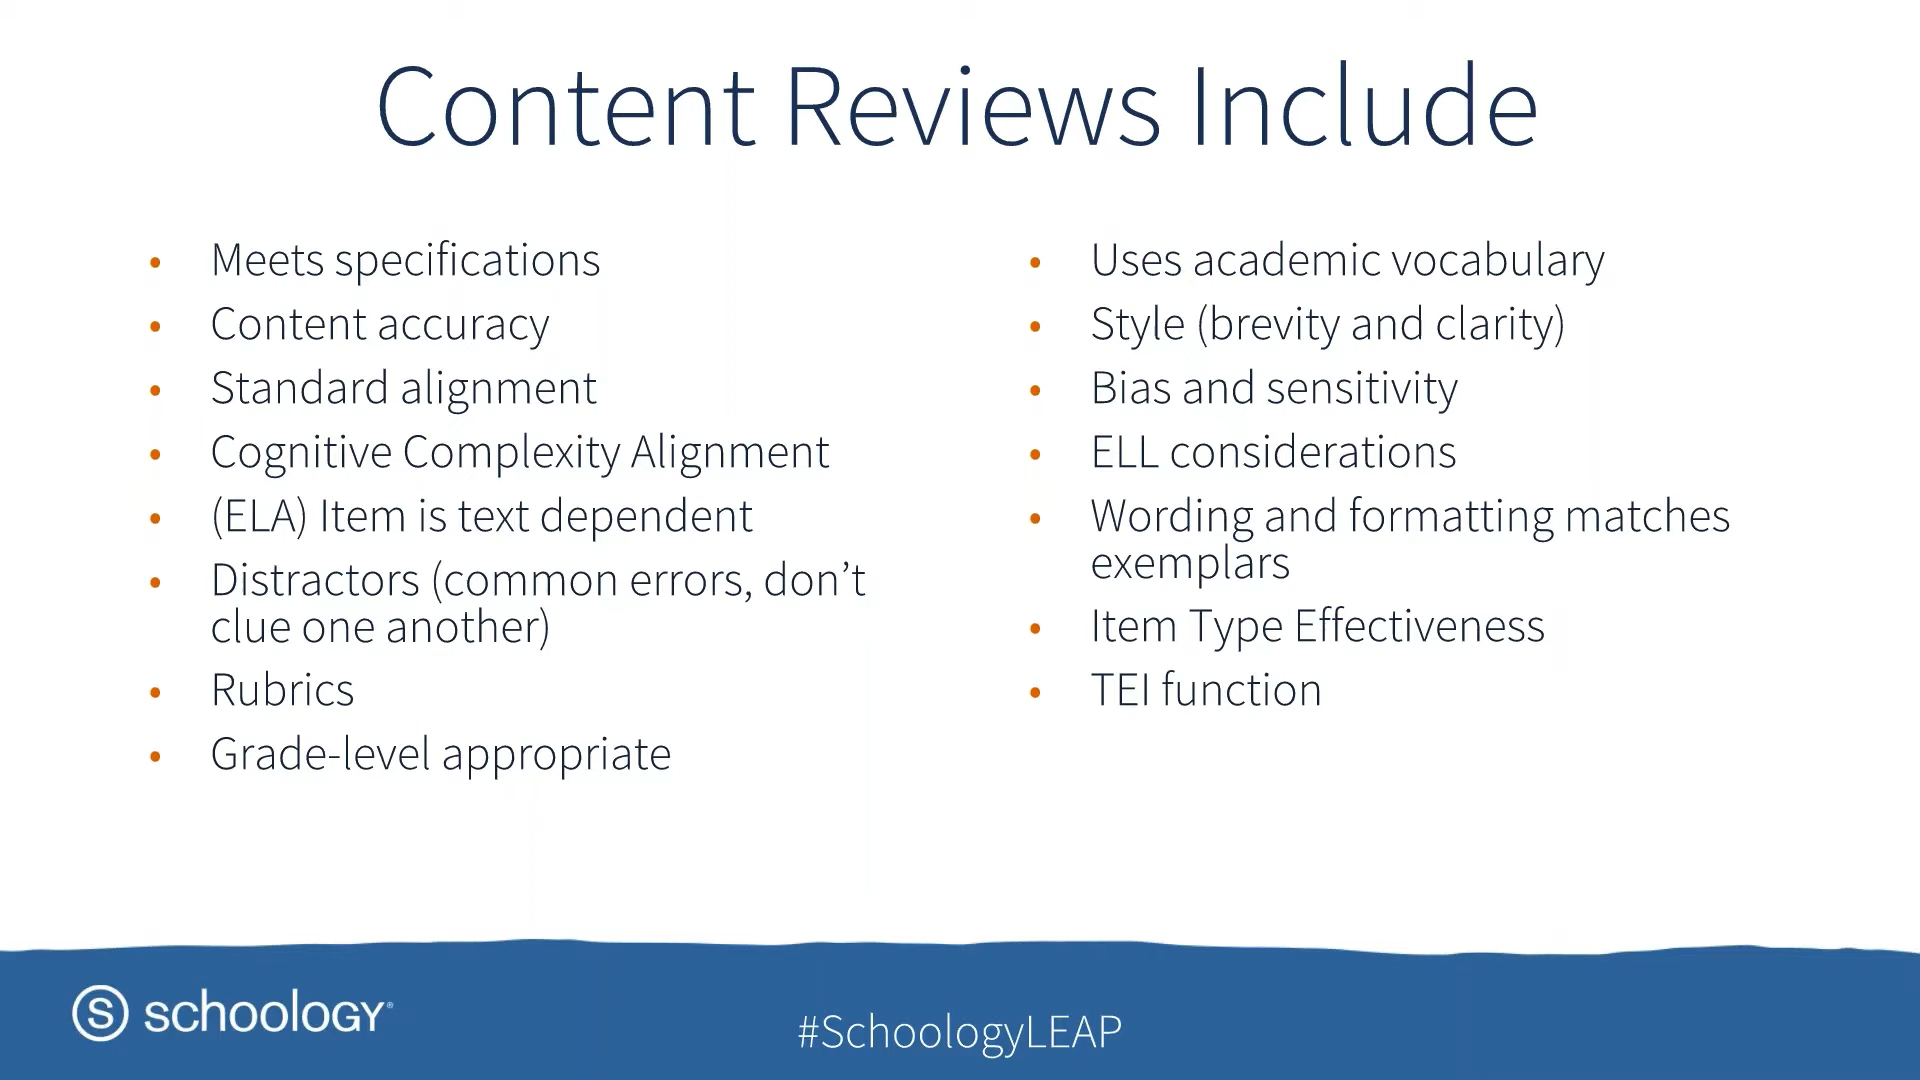 Content Reviews Include
• Meets specifications
• Content accuracy
• Standard alignment
• Cognitive Complexity Alignment
• (ELA) Item is text dependent
• Distractors (common errors, don’t
clue one another)
• Rubrics
• Grade-level appropriate
• Uses academic vocabulary
• Style (brevity and clarity)
• Bias and sensitivity
• ELL considerations
• Wording and formatting matches
exemplars
• Item Type Effectiveness
• TEI function
S schoology®
#SchoologyLEAP